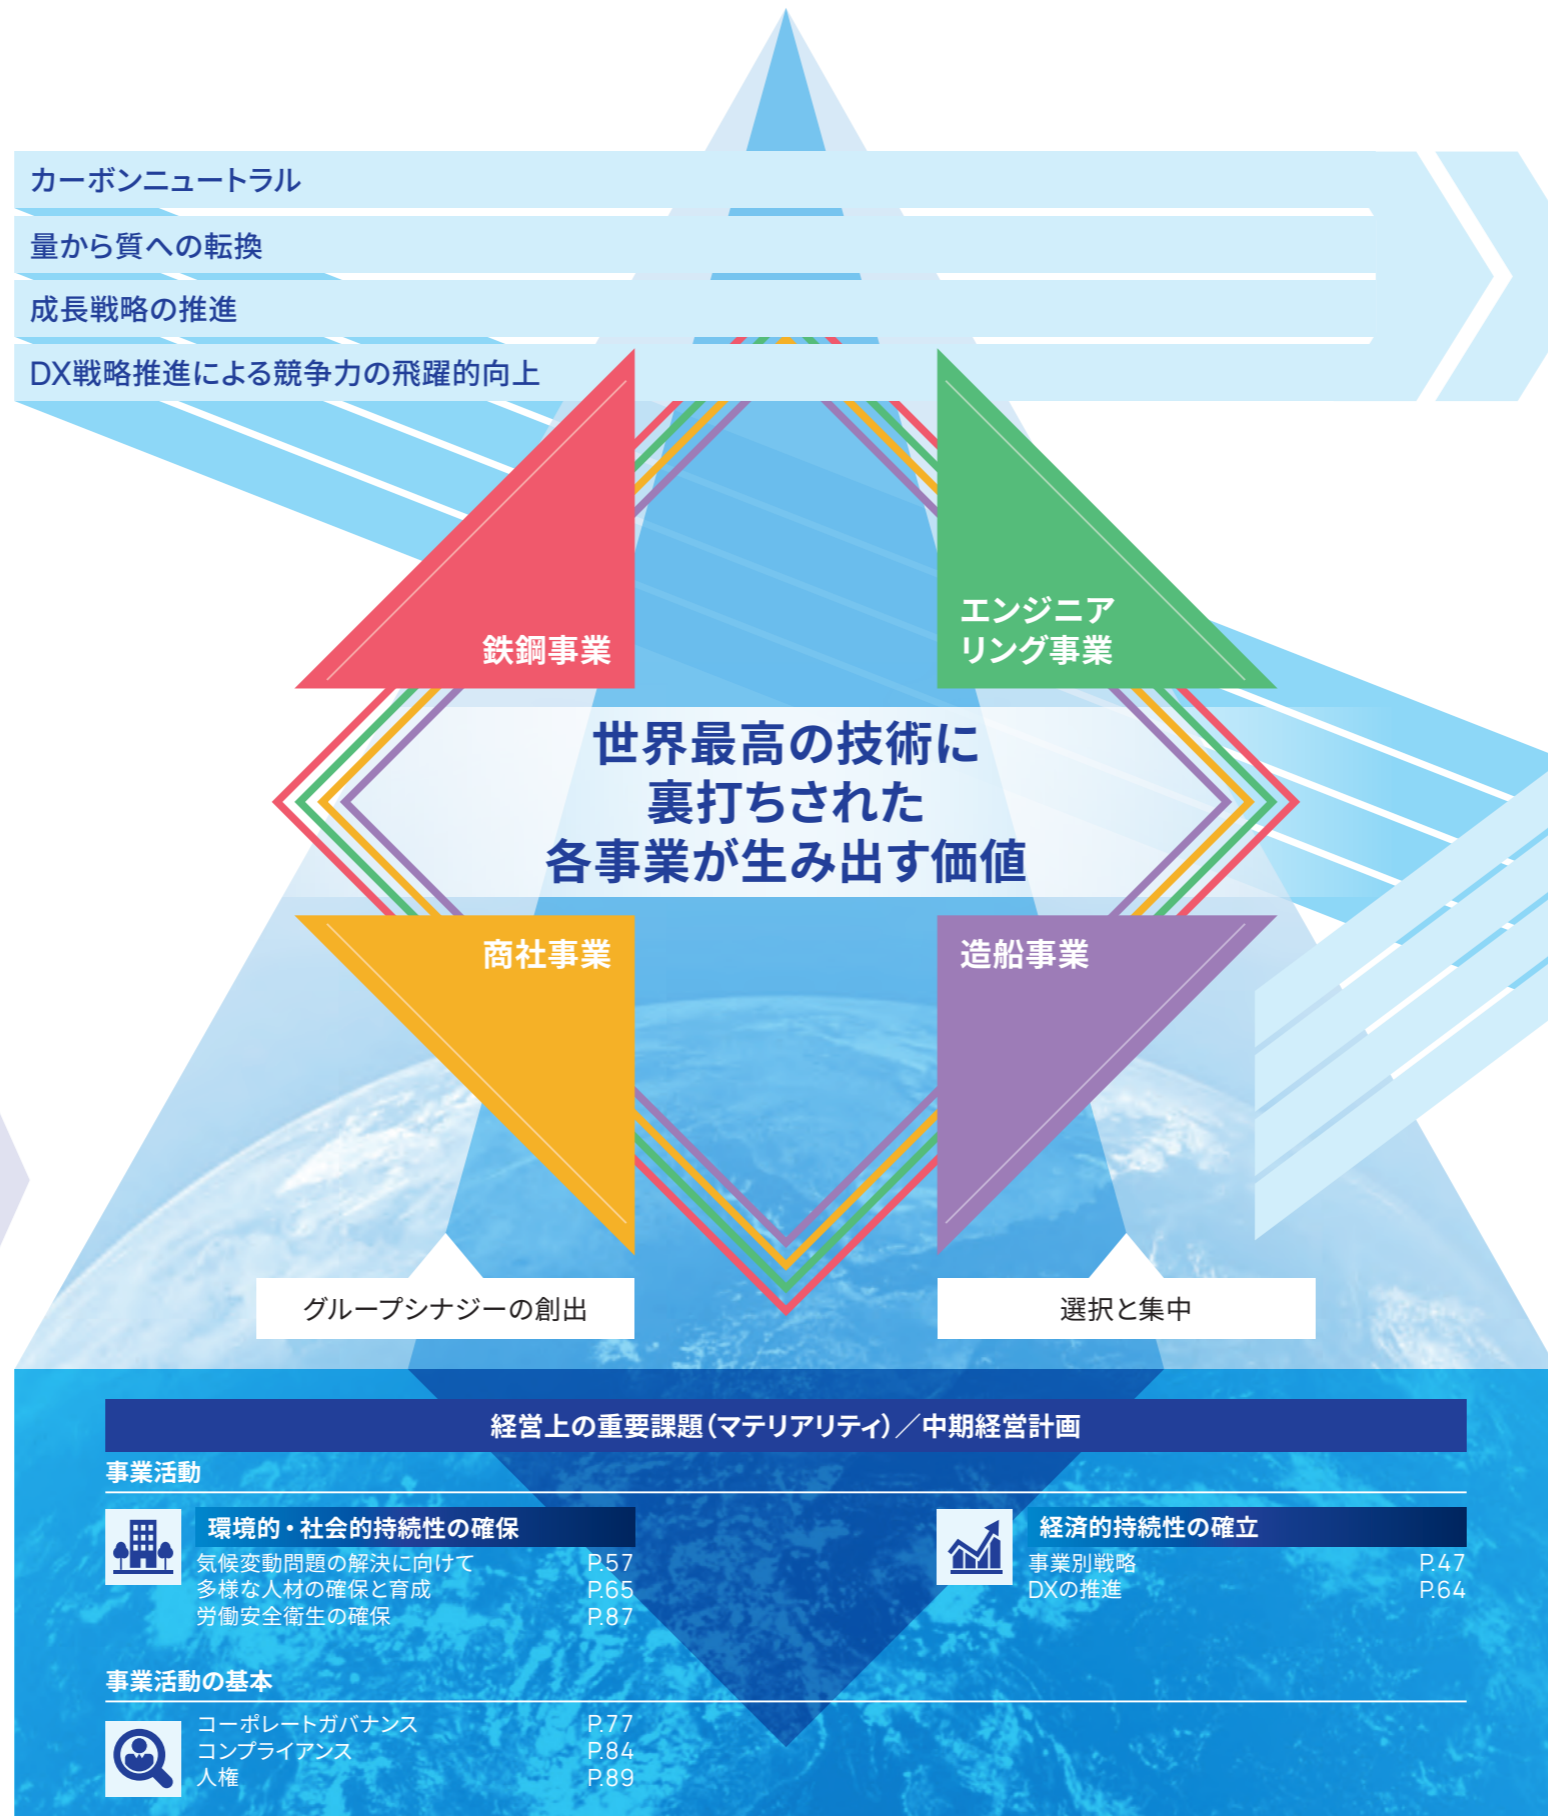 カーボンニュートラル
量から質への転換
成長戦略の推進
DX戦略推進による競争力の飛躍的向上
鉄鋼事業
エンジニア
リング事業
世界最高の技術に
裏打ちされた
各事業が生み出す価値
商社事業
造船事業
グループシナジーの創出
選択と集中
経営上の重要課題（マテリアリティ）／中期経営計画
事業活動
環境的・社会的持続性の確保
気候変動問題の解決に向けて P.57
多様な人材の確保と育成 P.65
労働安全衛生の確保 P.87
経済的持続性の確立
事業別戦略 P.47
DXの推進 P.64
事業活動の基本
コーポレートガバナンス P.77
コンプライアンス P.84
人権 P.89